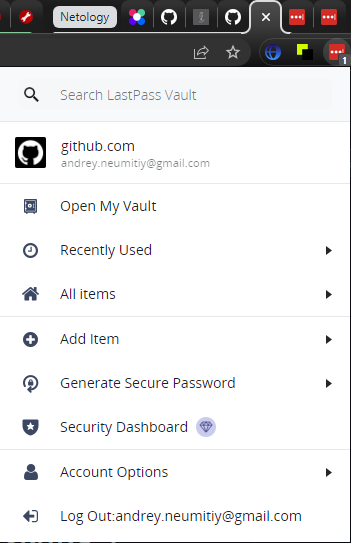 Netology
1
Search LastPass Vault
github.com
andrey.neumitiy@gmail.com
Open My Vault
Recently Used
All items
Add Item
Generate Secure Password
Security Dashboard
Account Options
Log Out:andrey.neumitiy@gmail.com